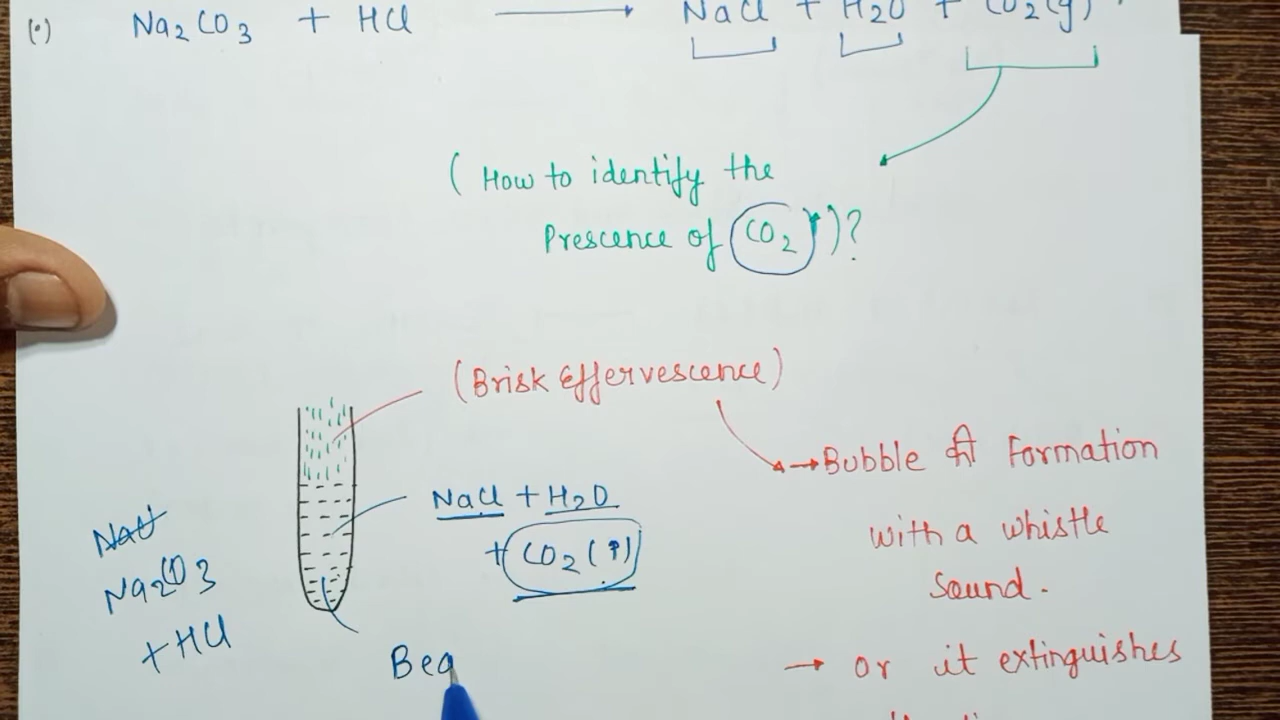 (•) Na2CO3 + HCl → NaCl + H2O + CO2(g)
( How to identify the
Prescence of CO2↑)?
(Brisk Effervescence)
→ Bubble की Formation
with a whistle
Sound.
→ or it extinguishes
NaCl + H2O
+ CO2(↑)
Na2CO3
+ HCl
Bea